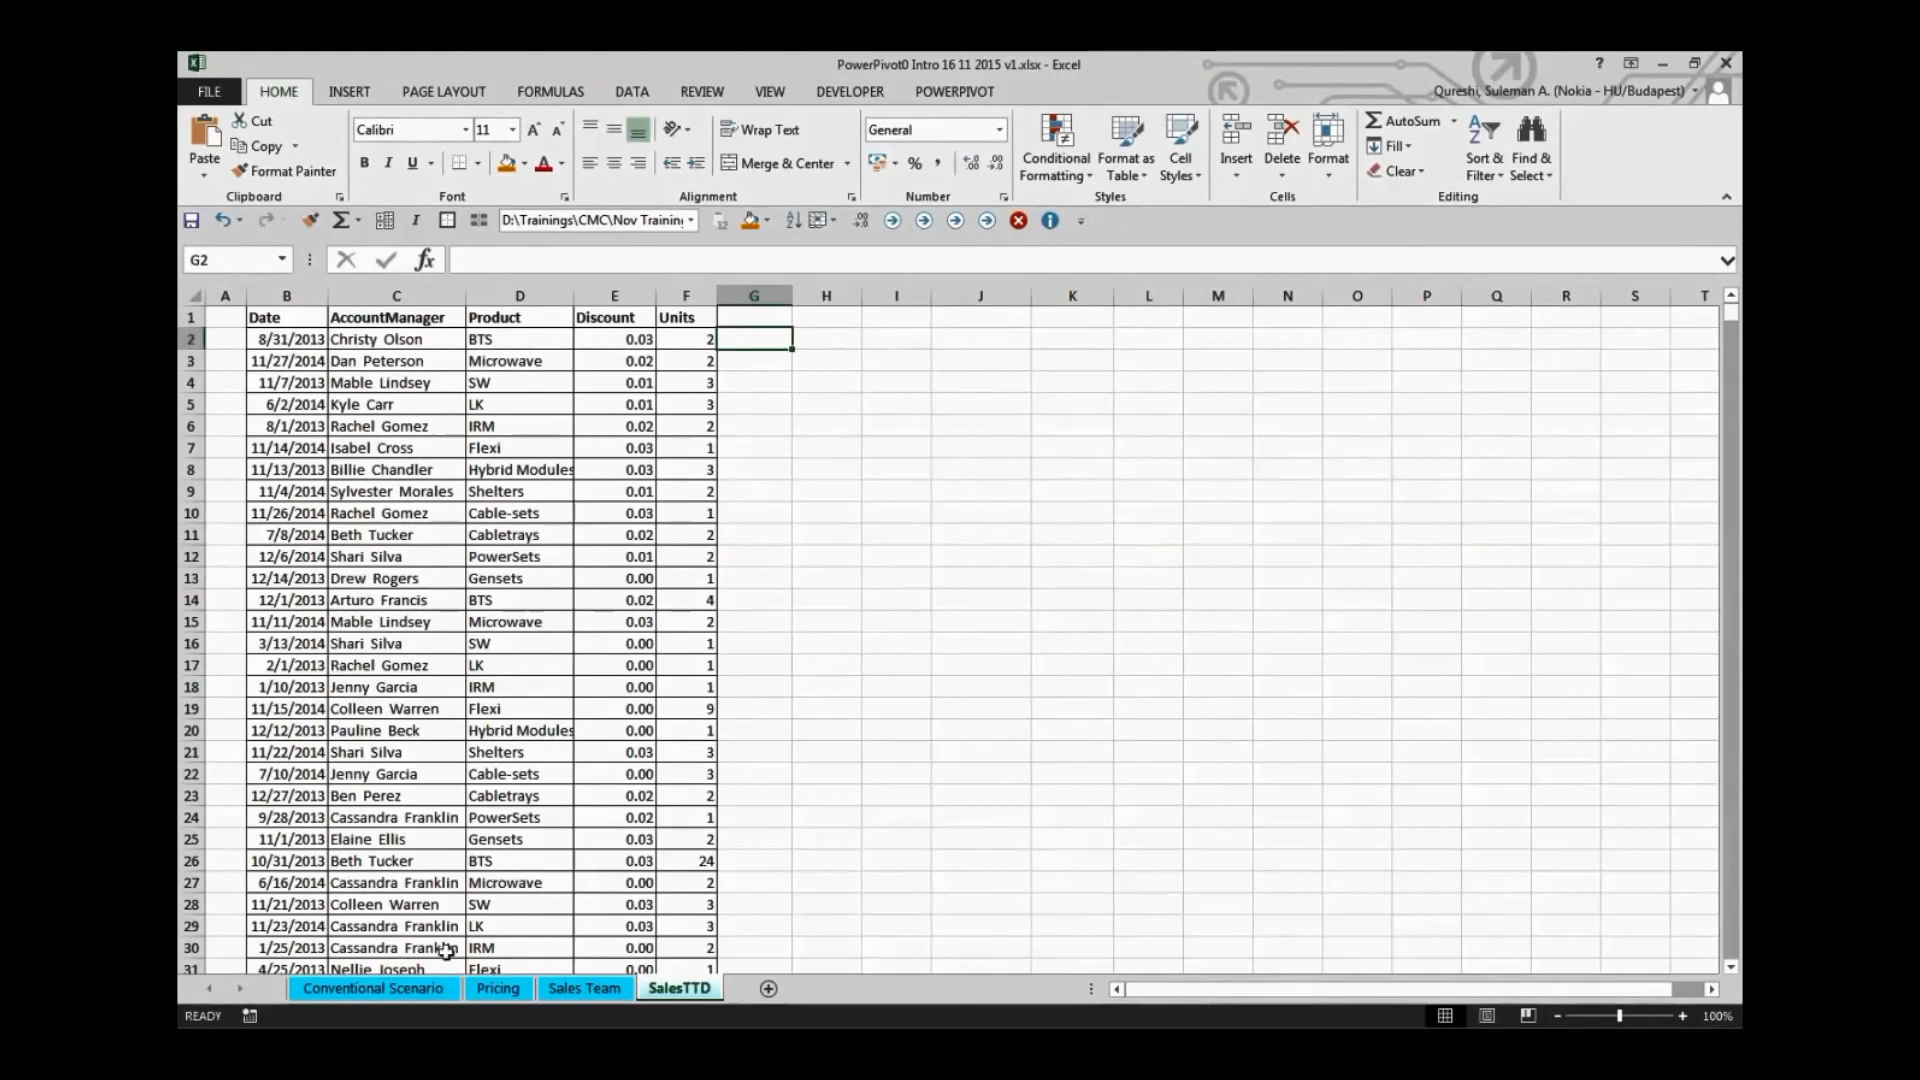 PowerPivot0 Intro 16 11 2015 v1.xlsx - Excel
FILE HOME INSERT PAGE LAYOUT FORMULAS DATA REVIEW VIEW DEVELOPER POWERPIVOT Qureshi, Suleman A. (Nokia - HU/Budapest)
Paste Cut Copy Format Painter Clipboard
Calibri 11 B I U A Font
Wrap Text Merge & Center Alignment
General % Number
Conditional Formatting Format as Table Cell Styles Styles
Insert Delete Format Cells
AutoSum Fill Clear Sort & Filter Find & Select Editing
D:\Trainings\CMC\Nov Training
G2 fx
A B C D E F G H I J K L M N O P Q R S T
1 Date AccountManager Product Discount Units
2 8/31/2013 Christy Olson BTS 0.03 2
3 11/27/2014 Dan Peterson Microwave 0.02 2
4 11/7/2013 Mable Lindsey SW 0.01 3
5 6/2/2014 Kyle Carr LK 0.01 3
6 8/1/2013 Rachel Gomez IRM 0.02 2
7 11/14/2014 Isabel Cross Flexi 0.03 1
8 11/13/2013 Billie Chandler Hybrid Modules 0.03 3
9 11/4/2014 Sylvester Morales Shelters 0.01 2
10 11/26/2014 Rachel Gomez Cable-sets 0.03 1
11 7/8/2014 Beth Tucker Cabletrays 0.02 2
12 12/6/2014 Shari Silva PowerSets 0.01 2
13 12/14/2013 Drew Rogers Gensets 0.00 1
14 12/1/2013 Arturo Francis BTS 0.02 4
15 11/11/2014 Mable Lindsey Microwave 0.03 2
16 3/13/2014 Shari Silva SW 0.00 1
17 2/1/2013 Rachel Gomez LK 0.00 1
18 1/10/2013 Jenny Garcia IRM 0.00 1
19 11/15/2014 Colleen Warren Flexi 0.00 9
20 12/12/2013 Pauline Beck Hybrid Modules 0.00 1
21 11/22/2014 Shari Silva Shelters 0.03 3
22 7/10/2014 Jenny Garcia Cable-sets 0.00 3
23 12/27/2013 Ben Perez Cabletrays 0.02 2
24 9/28/2013 Cassandra Franklin PowerSets 0.02 1
25 11/1/2013 Elaine Ellis Gensets 0.03 2
26 10/31/2013 Beth Tucker BTS 0.03 24
27 6/16/2014 Cassandra Franklin Microwave 0.00 2
28 11/21/2013 Colleen Warren SW 0.03 3
29 11/23/2014 Cassandra Franklin LK 0.03 3
30 1/25/2013 Cassandra Franklin IRM 0.00 2
31 4/25/2013 Nellie Joseph Flexi 0.00 1
Conventional Scenario Pricing Sales Team SalesTTD
READY 100%